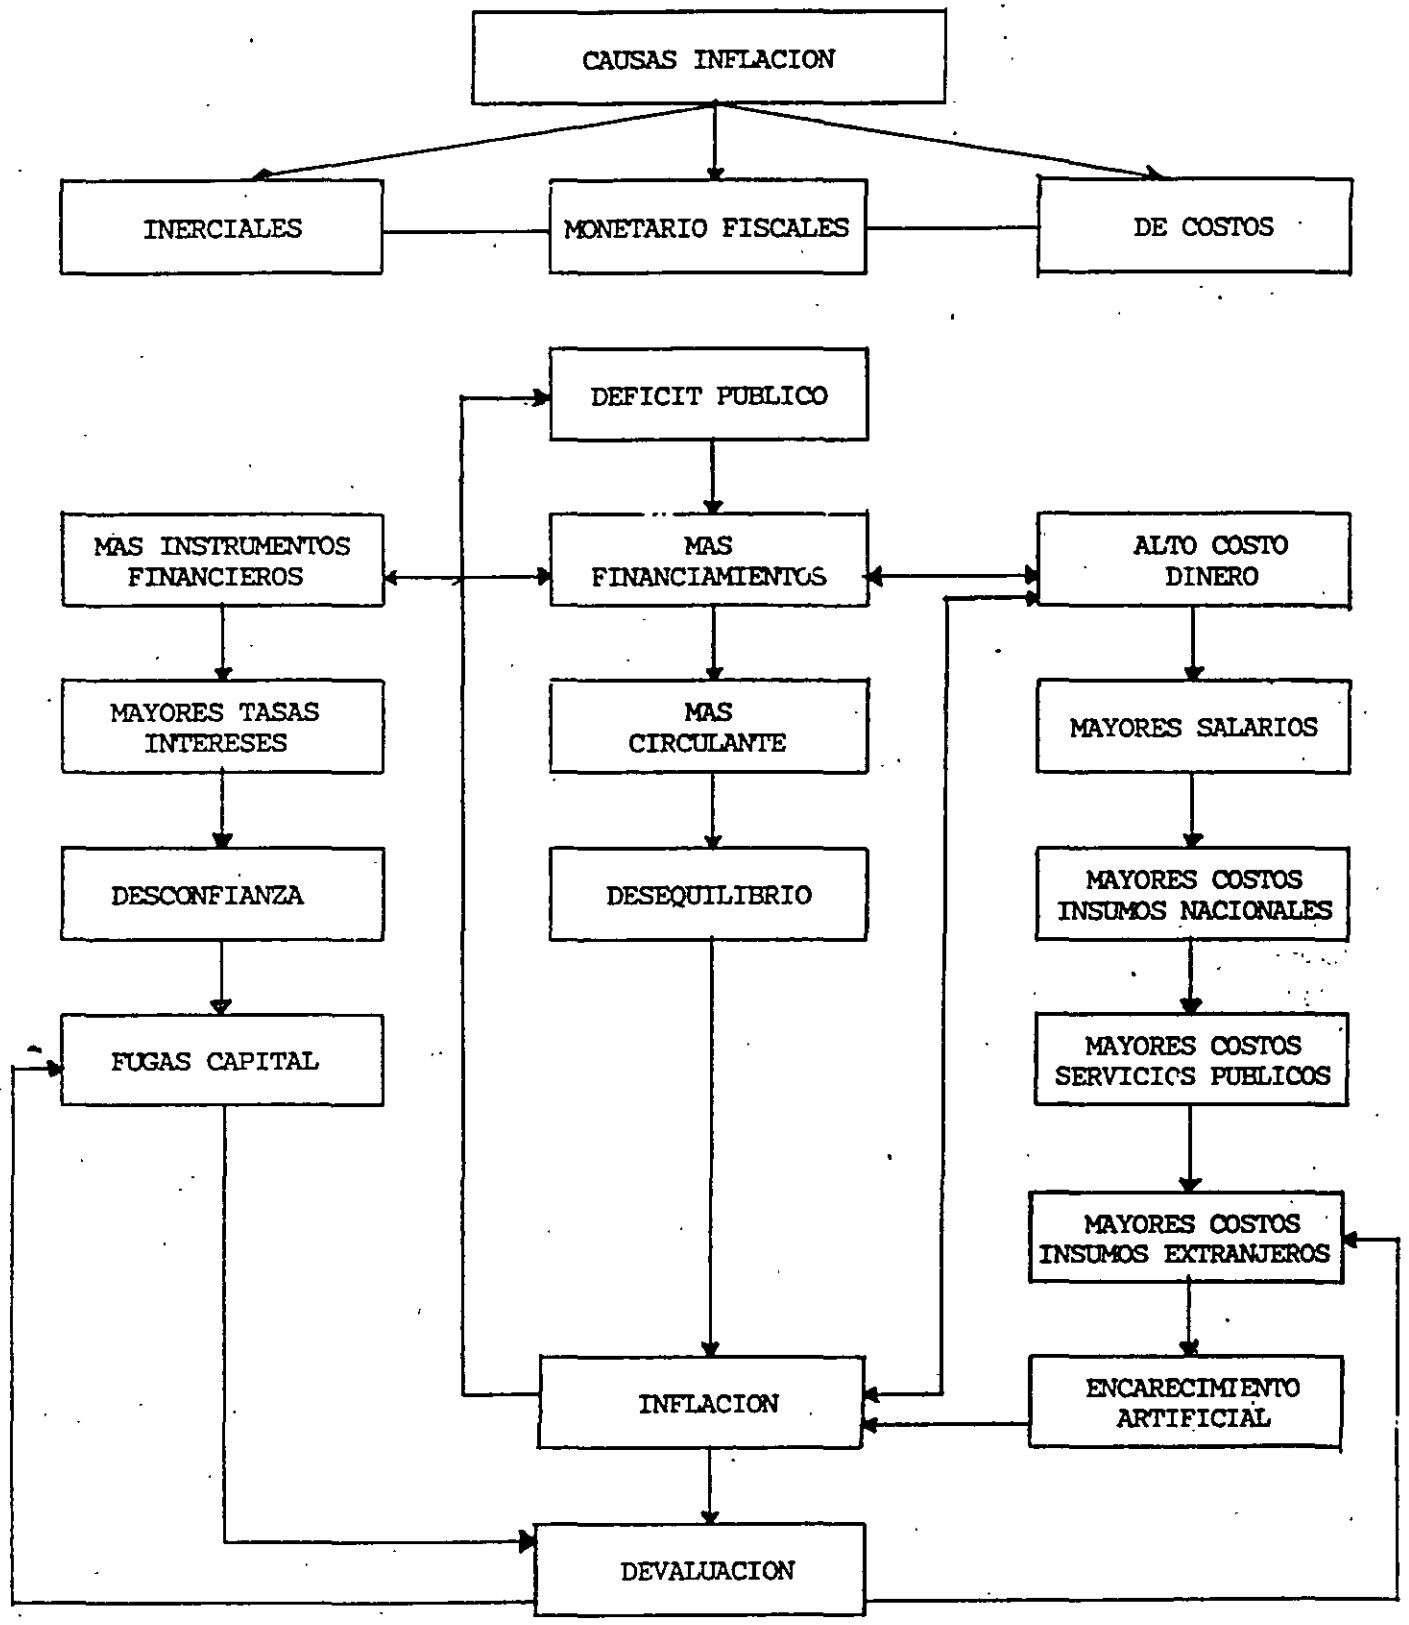 CAUSAS INFLACION
INERCIALES
MONETARIO FISCALES
DE COSTOS
DEFICIT PUBLICO
MAS INSTRUMENTOS
FINANCIEROS
MAS
FINANCIAMIENTOS
ALTO COSTO
DINERO
MAYORES TASAS
INTERESES
MAS
CIRCULANTE
MAYORES SALARIOS
DESCONFIANZA
DESEQUILIBRIO
MAYORES COSTOS
INSUMOS NACIONALES
FUGAS CAPITAL
MAYORES COSTOS
SERVICIOS PUBLICOS
MAYORES COSTOS
INSUMOS EXTRANJEROS
INFLACION
ENCARECIMIENTO
ARTIFICIAL
DEVALUACION